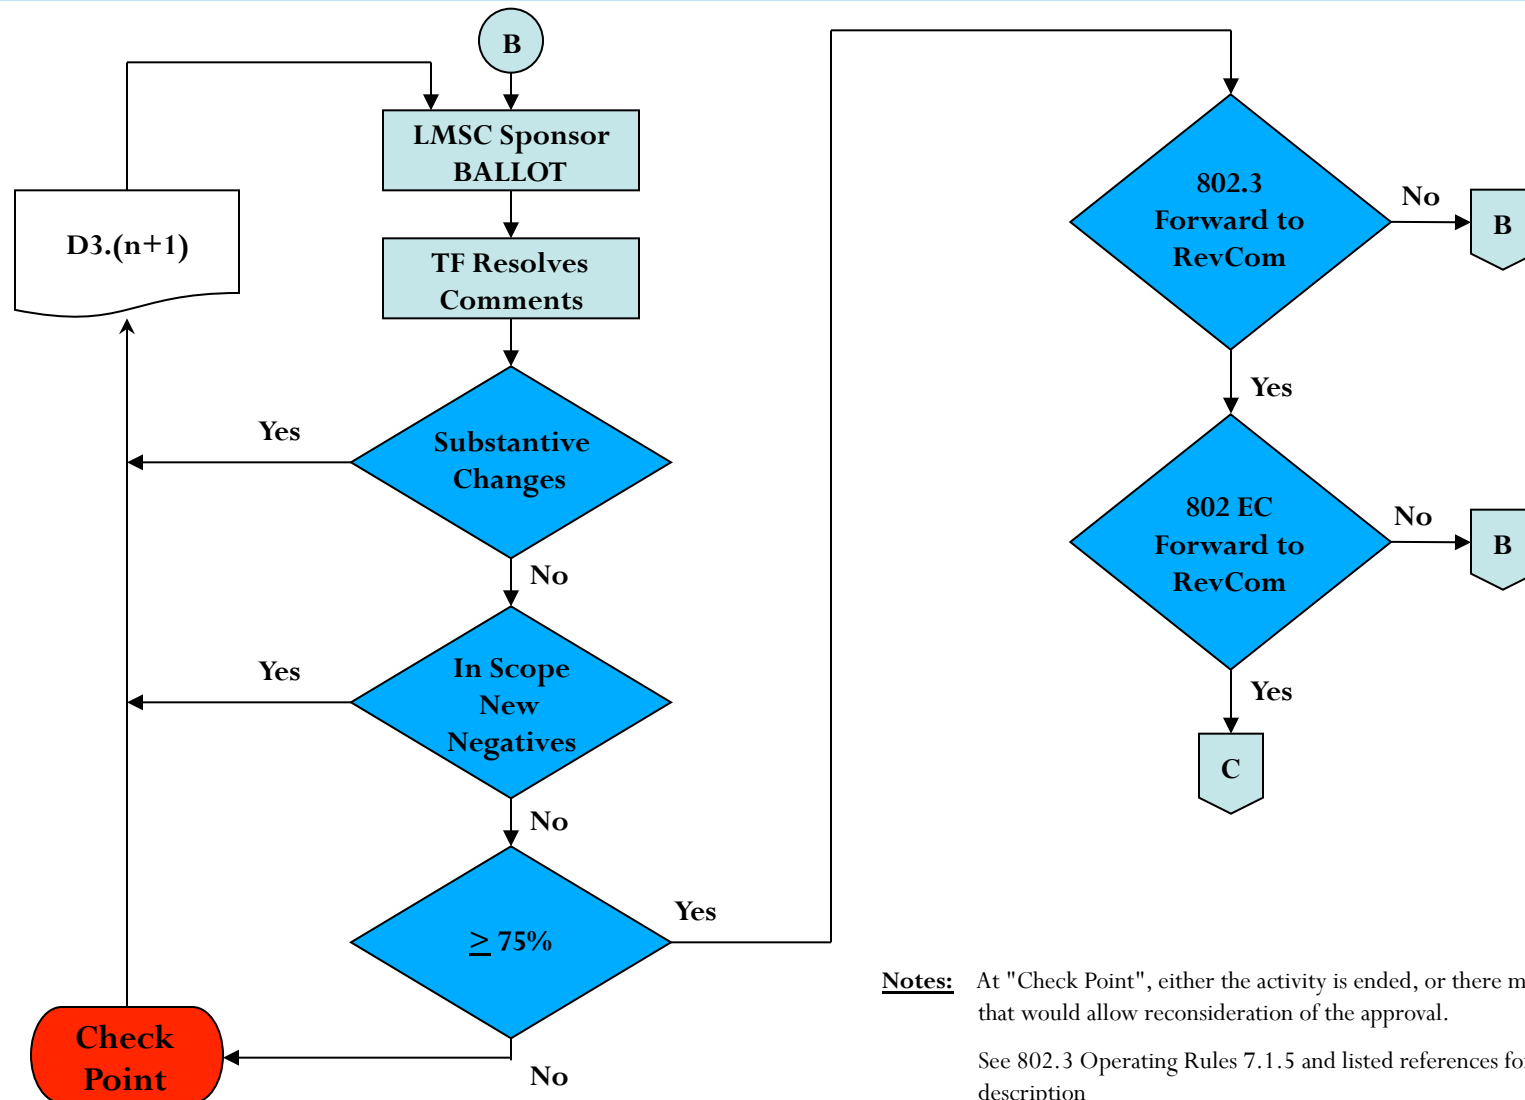 B
LMSC Sponsor
BALLOT
D3.(n+1)
TF Resolves
Comments
Yes
Substantive
Changes
No
Yes
In Scope
New
Negatives
No
≥ 75%
Yes
No
Check
Point
802.3
Forward to
RevCom
No
B
Yes
802 EC
Forward to
RevCom
No
B
Yes
C
Notes: At "Check Point", either the activity is ended, or there
that would allow reconsideration of the approval.
See 802.3 Operating Rules 7.1.5 and listed references
description